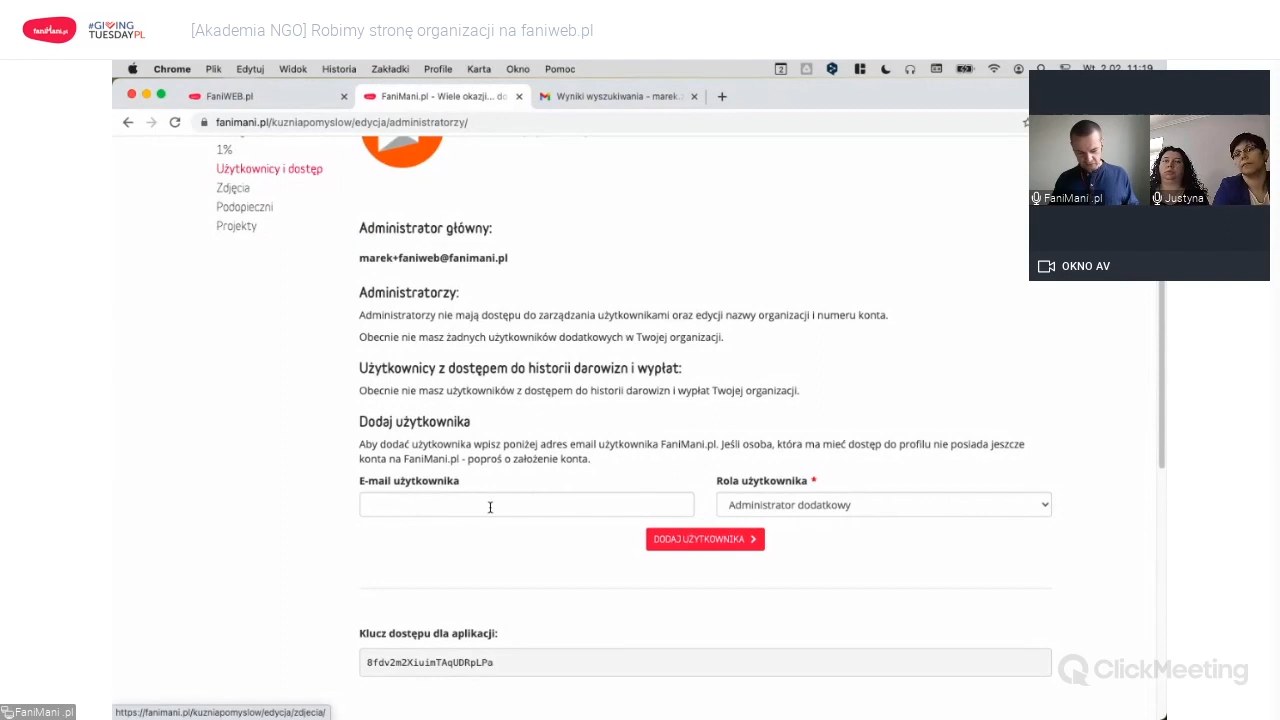 faniMani.pl
#GIVING
TUESDAYPL
[Akademia NGO] Robimy stronę organizacji na faniweb.pl
Chrome Plik Edytuj Widok Historia Zakładki Profile Karta Okno Pomoc
Wt. 2.02, 11:19
FaniWEB.pl
FaniMani.pl - Wiele okazji... do
Wyniki wyszukiwania - marek.
fanimani.pl/kuzniapomyslow/edycja/administratorzy/
1%
Użytkownicy i dostęp
Zdjęcia
Podopieczni
Projekty
FaniMani .pl
Justyna
OKNO AV
Administrator główny:
marek+faniweb@fanimani.pl
Administratorzy:
Administratorzy nie mają dostępu do zarządzania użytkownikami oraz edycji nazwy organizacji i numeru konta.
Obecnie nie masz żadnych użytkowników dodatkowych w Twojej organizacji.
Użytkownicy z dostępem do historii darowizn i wypłat:
Obecnie nie masz użytkowników z dostępem do historii darowizn i wypłat Twojej organizacji.
Dodaj użytkownika
Aby dodać użytkownika wpisz poniżej adres email użytkownika FaniMani.pl. Jeśli osoba, która ma mieć dostęp do profilu nie posiada jeszcze
konta na FaniMani.pl - poproś o założenie konta.
E-mail użytkownika
Rola użytkownika *
Administrator dodatkowy
DODAJ UŻYTKOWNIKA
Klucz dostępu dla aplikacji:
8fdv2m2XiuimTAqUDRpLPa
ClickMeeting
FaniMani .pl
https://fanimani.pl/kuzniapomyslow/edycja/zdjecia/